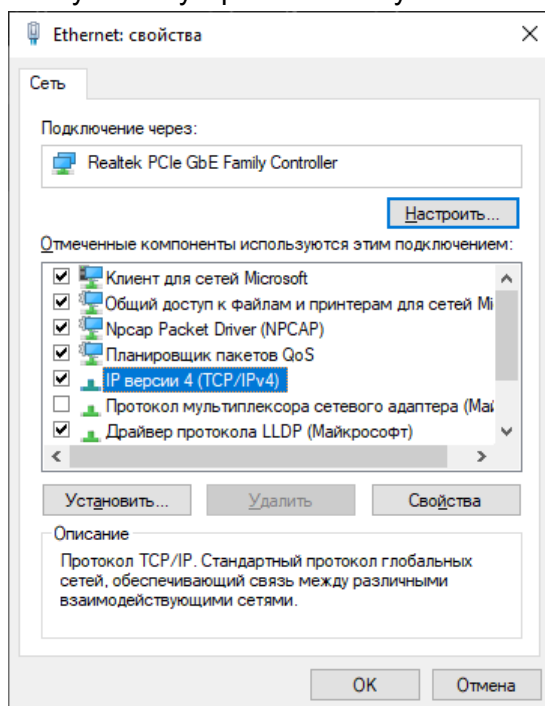 Ethernet: свойства
Сеть
Подключение через:
Realtek PCIe GbE Family Controller
Настроить...
Отмеченные компоненты используются этим подключением:
Клиент для сетей Microsoft
Общий доступ к файлам и принтерам для сетей Mi
Npcap Packet Driver (NPCAP)
Планировщик пакетов QoS
IP версии 4 (TCP/IPv4)
Протокол мультиплексора сетевого адаптера (Май
Драйвер протокола LLDP (Майкрософт)
Установить...
Удалить
Свойства
Описание
Протокол TCP/IP. Стандартный протокол глобальных
сетей, обеспечивающий связь между различными
взаимодействующими сетями.
OK
Отмена